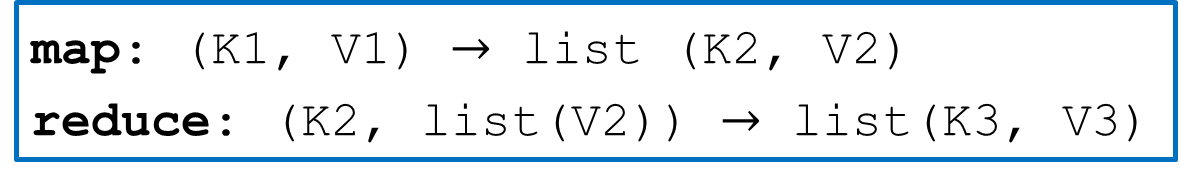 map: (K1, V1) → list (K2, V2)
reduce: (K2, list(V2)) → list(K3, V3)